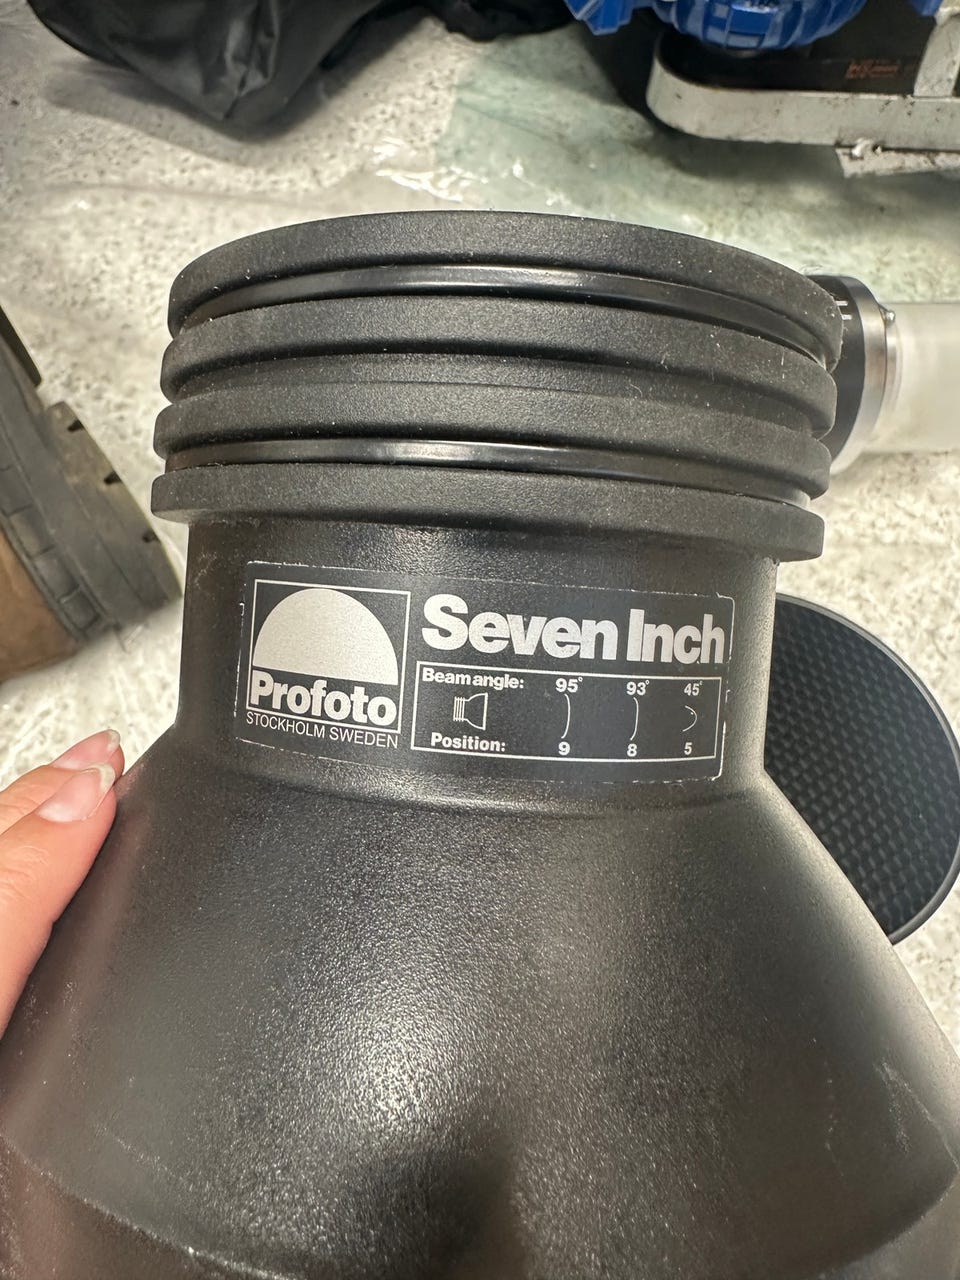 Profoto
STOCKHOLM SWEDEN
Seven Inch
Beam angle: 95° 93° 45°
Position: 9 8 5